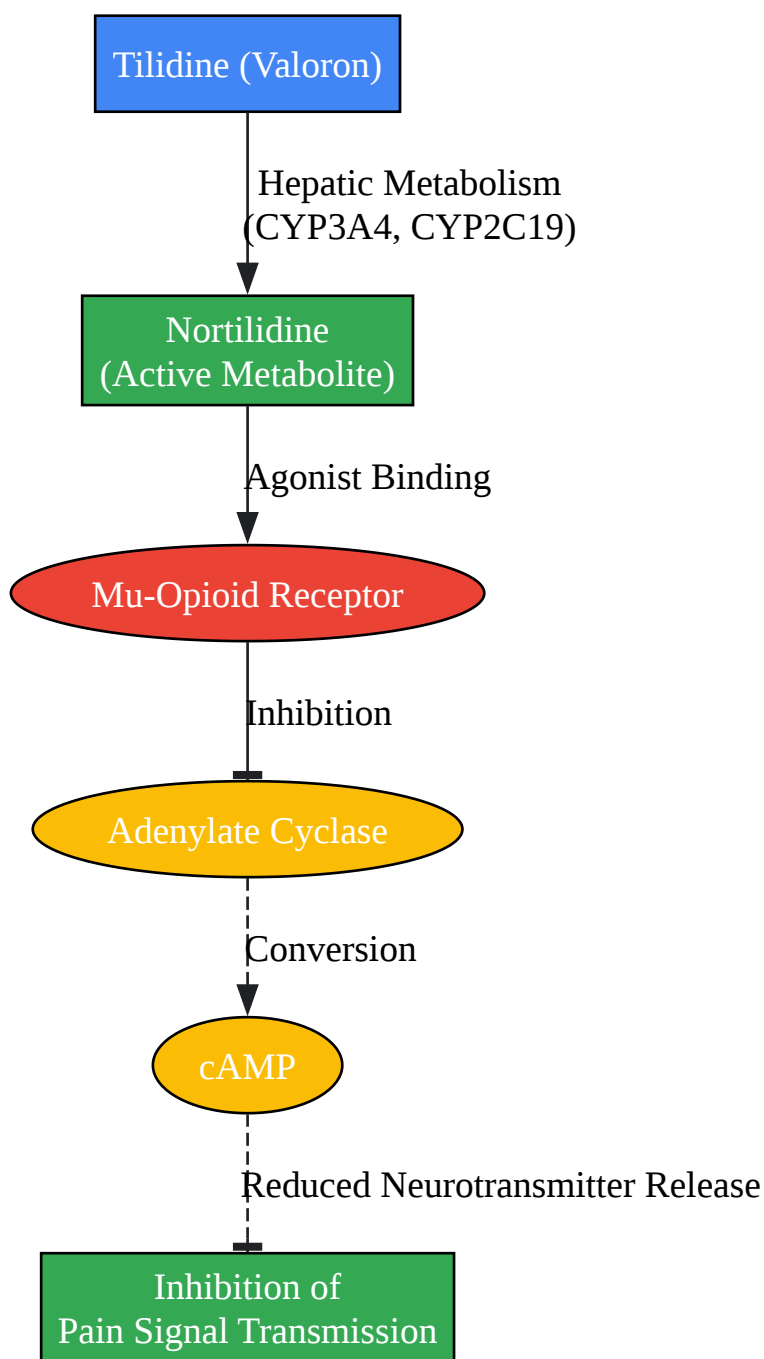 Tilidine (Valoron)
Hepatic Metabolism
(CYP3A4, CYP2C19)
Nortilidine
(Active Metabolite)
Agonist Binding
Mu-Opioid Receptor
Inhibition
Adenylate Cyclase
Conversion
cAMP
Reduced Neurotransmitter Release
Inhibition of
Pain Signal Transmission